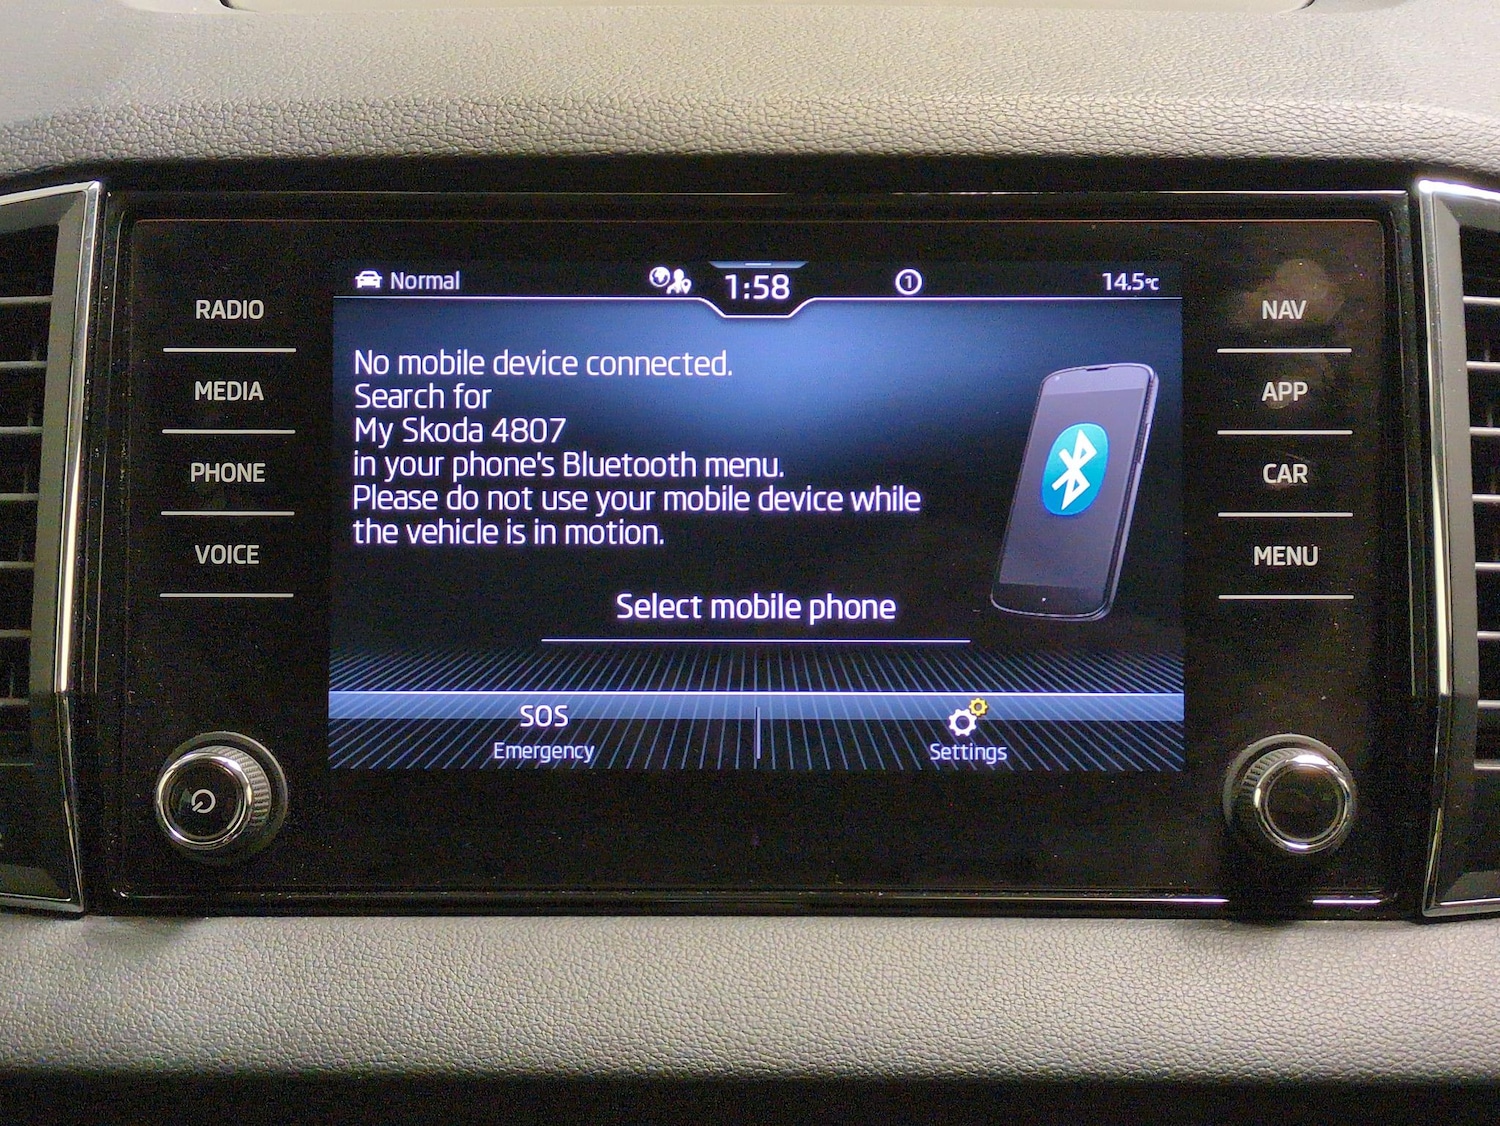 Normal
1:58
1
14.5°C
RADIO
MEDIA
PHONE
VOICE
No mobile device connected.
Search for
My Skoda 4807
in your phone's Bluetooth menu.
Please do not use your mobile device while
the vehicle is in motion.
Select mobile phone
SOS
Emergency
Settings
NAV
APP
CAR
MENU